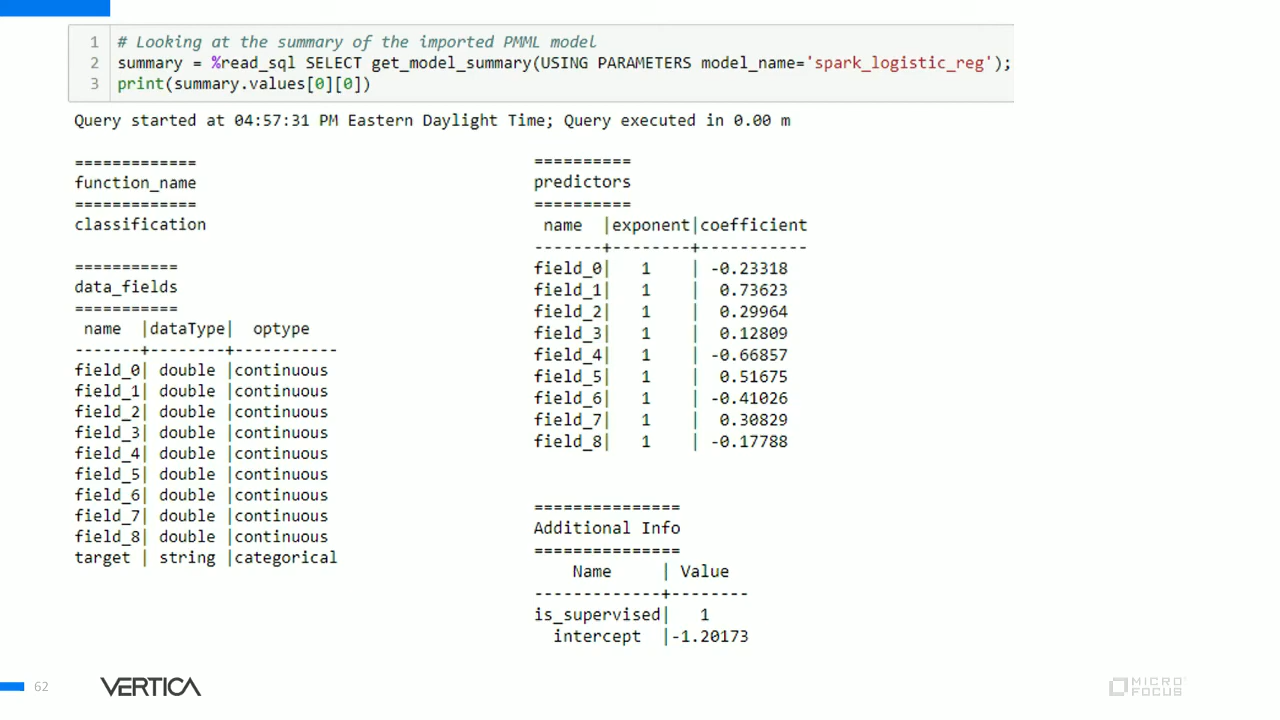 1 # Looking at the summary of the imported PMML model
2 summary = %read_sql SELECT get_model_summary(USING PARAMETERS model_name='spark_logistic_reg');
3 print(summary.values[0][0])
Query started at 04:57:31 PM Eastern Daylight Time; Query executed in 0.00 m
=============
function_name
=============
classification
===========
data_fields
===========
name |dataType| optype
-------+--------+-----------
field_0| double |continuous
field_1| double |continuous
field_2| double |continuous
field_3| double |continuous
field_4| double |continuous
field_5| double |continuous
field_6| double |continuous
field_7| double |continuous
field_8| double |continuous
target | string |categorical
==========
predictors
==========
name |exponent|coefficient
-------+--------+-----------
field_0| 1 | -0.23318
field_1| 1 | 0.73623
field_2| 1 | 0.29964
field_3| 1 | 0.12809
field_4| 1 | -0.66857
field_5| 1 | 0.51675
field_6| 1 | -0.41026
field_7| 1 | 0.30829
field_8| 1 | -0.17788
===============
Additional Info
===============
Name | Value
-------------+--------
is_supervised| 1
intercept |-1.20173
62
VERTICA
MICRO
FOCUS